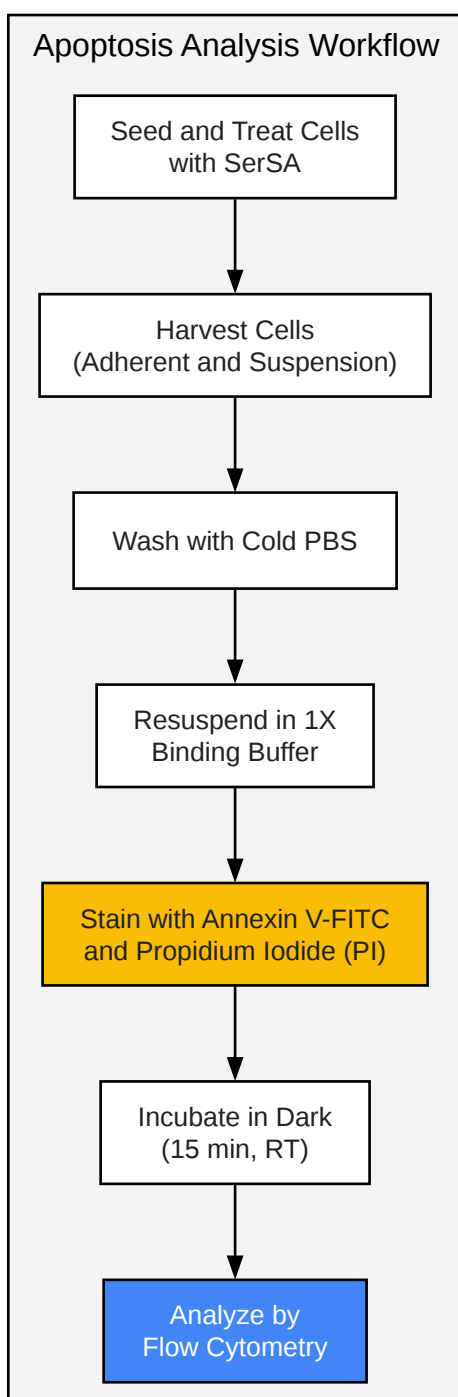 Apoptosis Analysis Workflow
Seed and Treat Cells
with SerSA
Harvest Cells
(Adherent and Suspension)
Wash with Cold PBS
Resuspend in 1X
Binding Buffer
Stain with Annexin V-FITC
and Propidium Iodide (PI)
Incubate in Dark
(15 min, RT)
Analyze by
Flow Cytometry